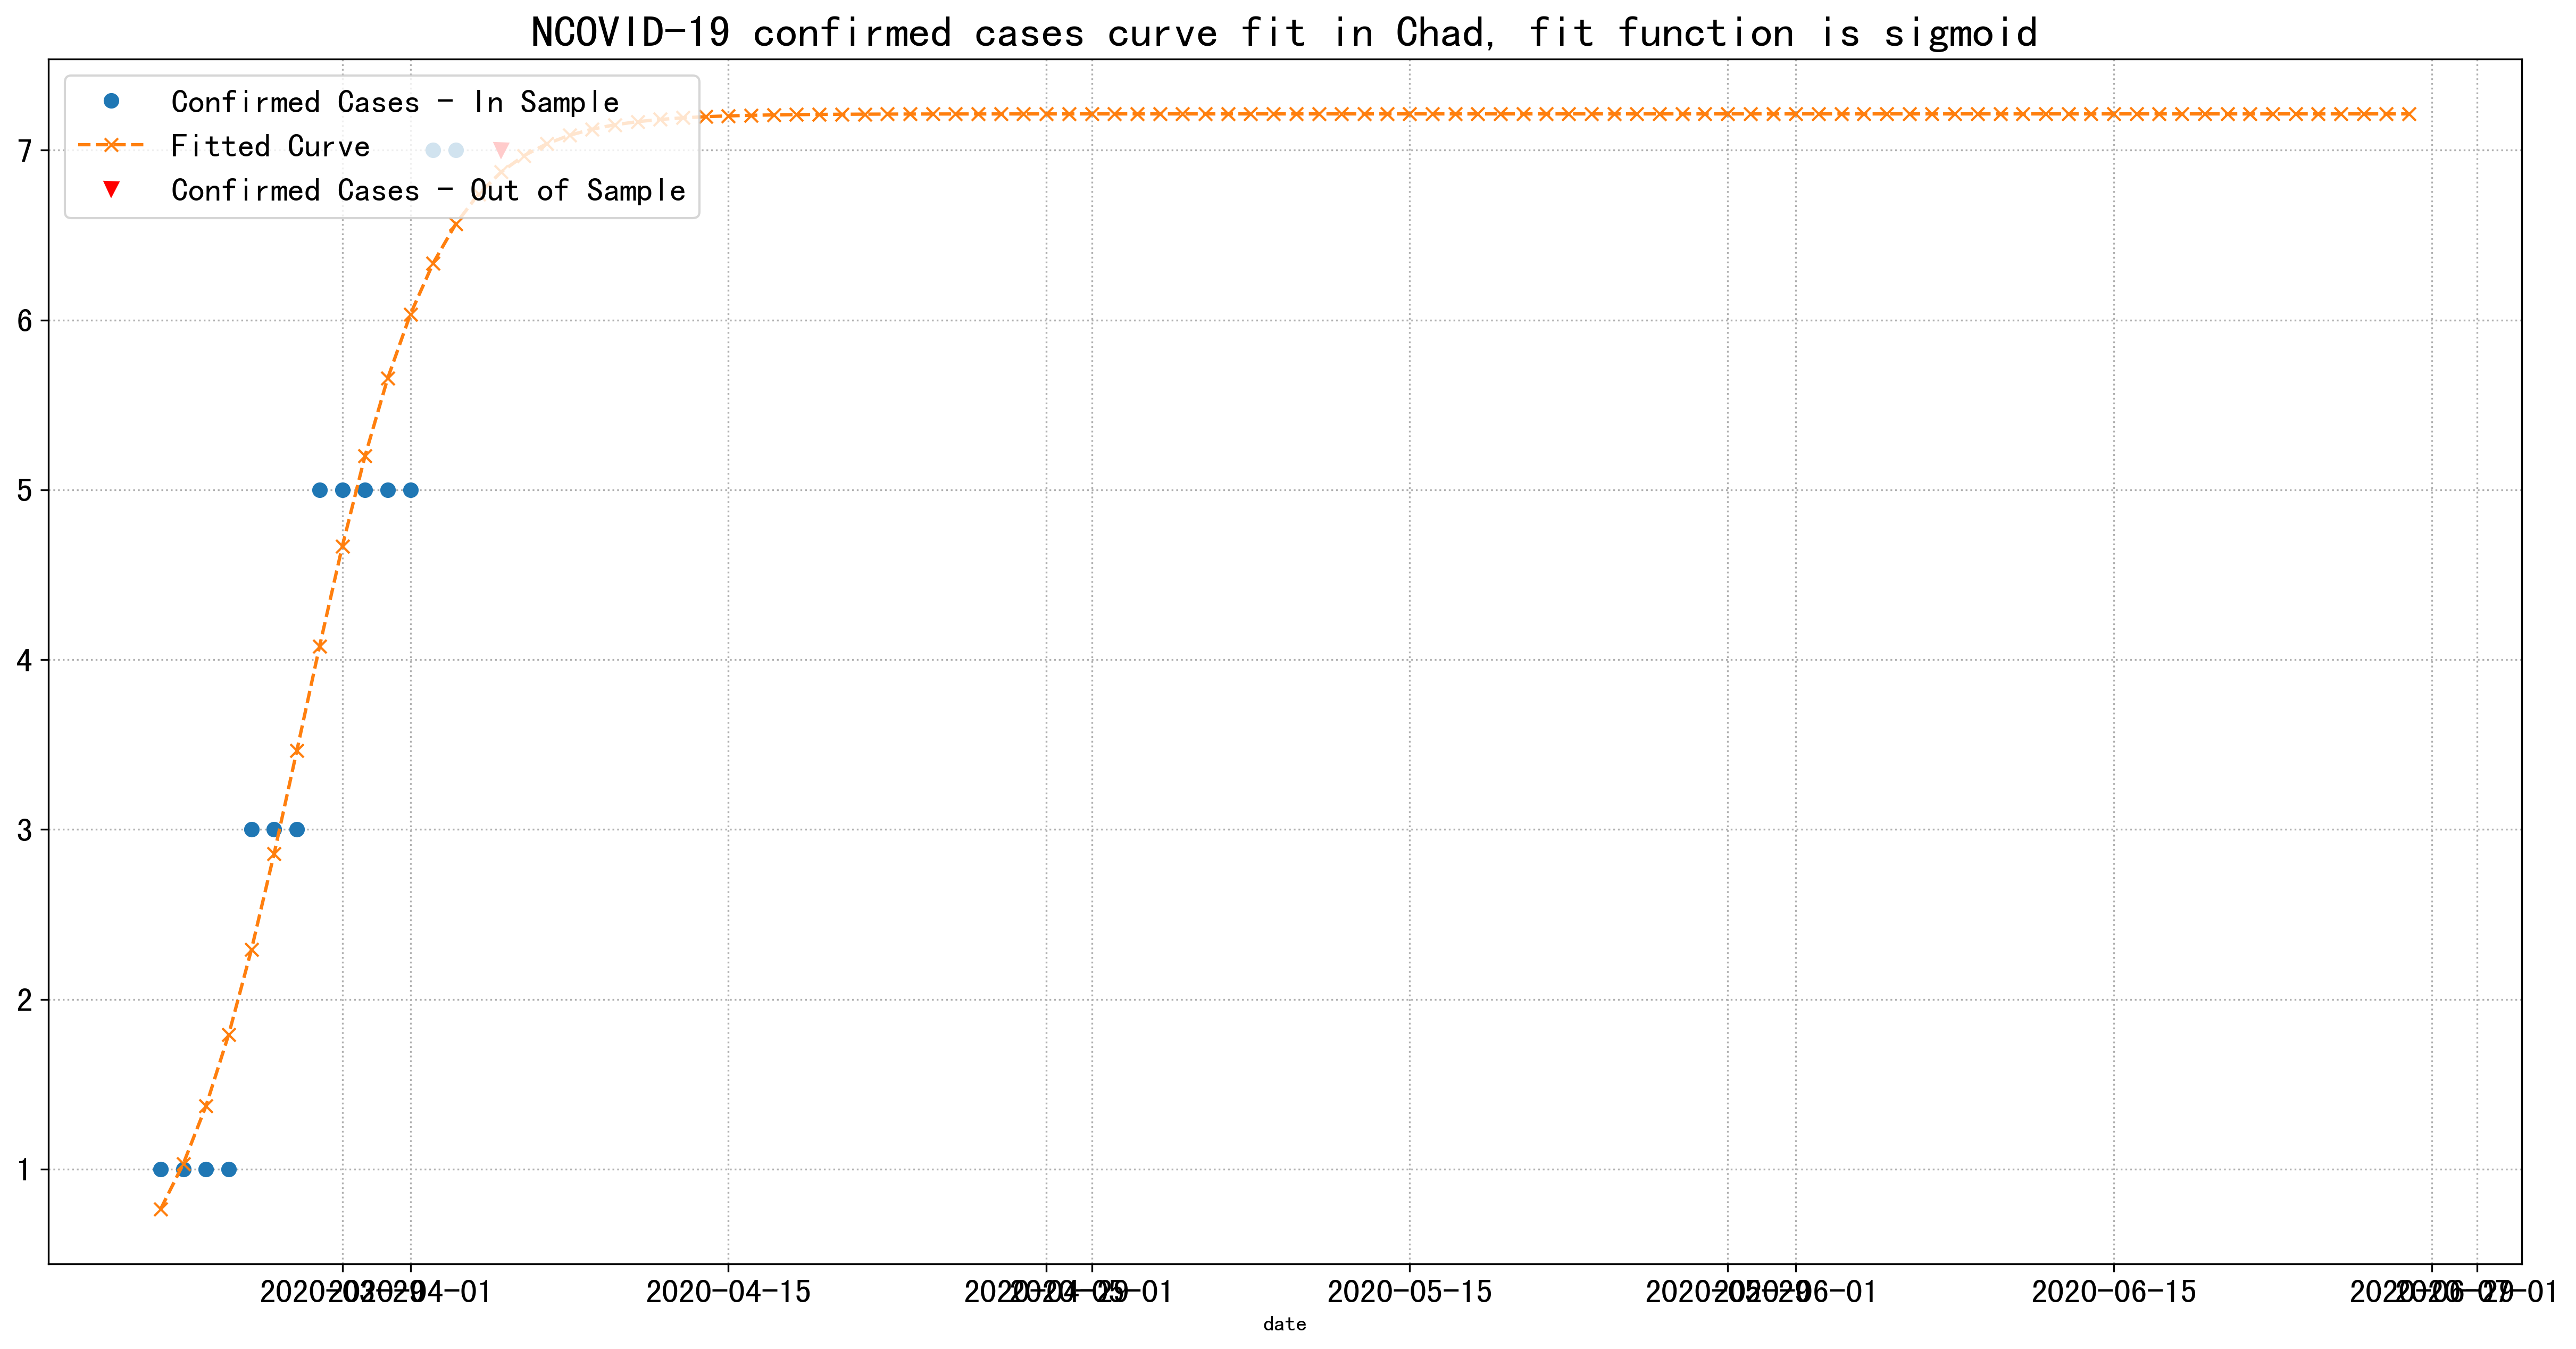 NCOVID-19 confirmed cases curve fit in Chad, fit function is sigmoid
Confirmed Cases - In Sample
Fitted Curve
Confirmed Cases - Out of Sample
7
6
5
4
3
2
1
2020-03-29 2020-04-01 2020-04-15 2020-04-29 2020-05-01 2020-05-15 2020-05-29 2020-06-01 2020-06-15 2020-06-29 2020-07-01
date